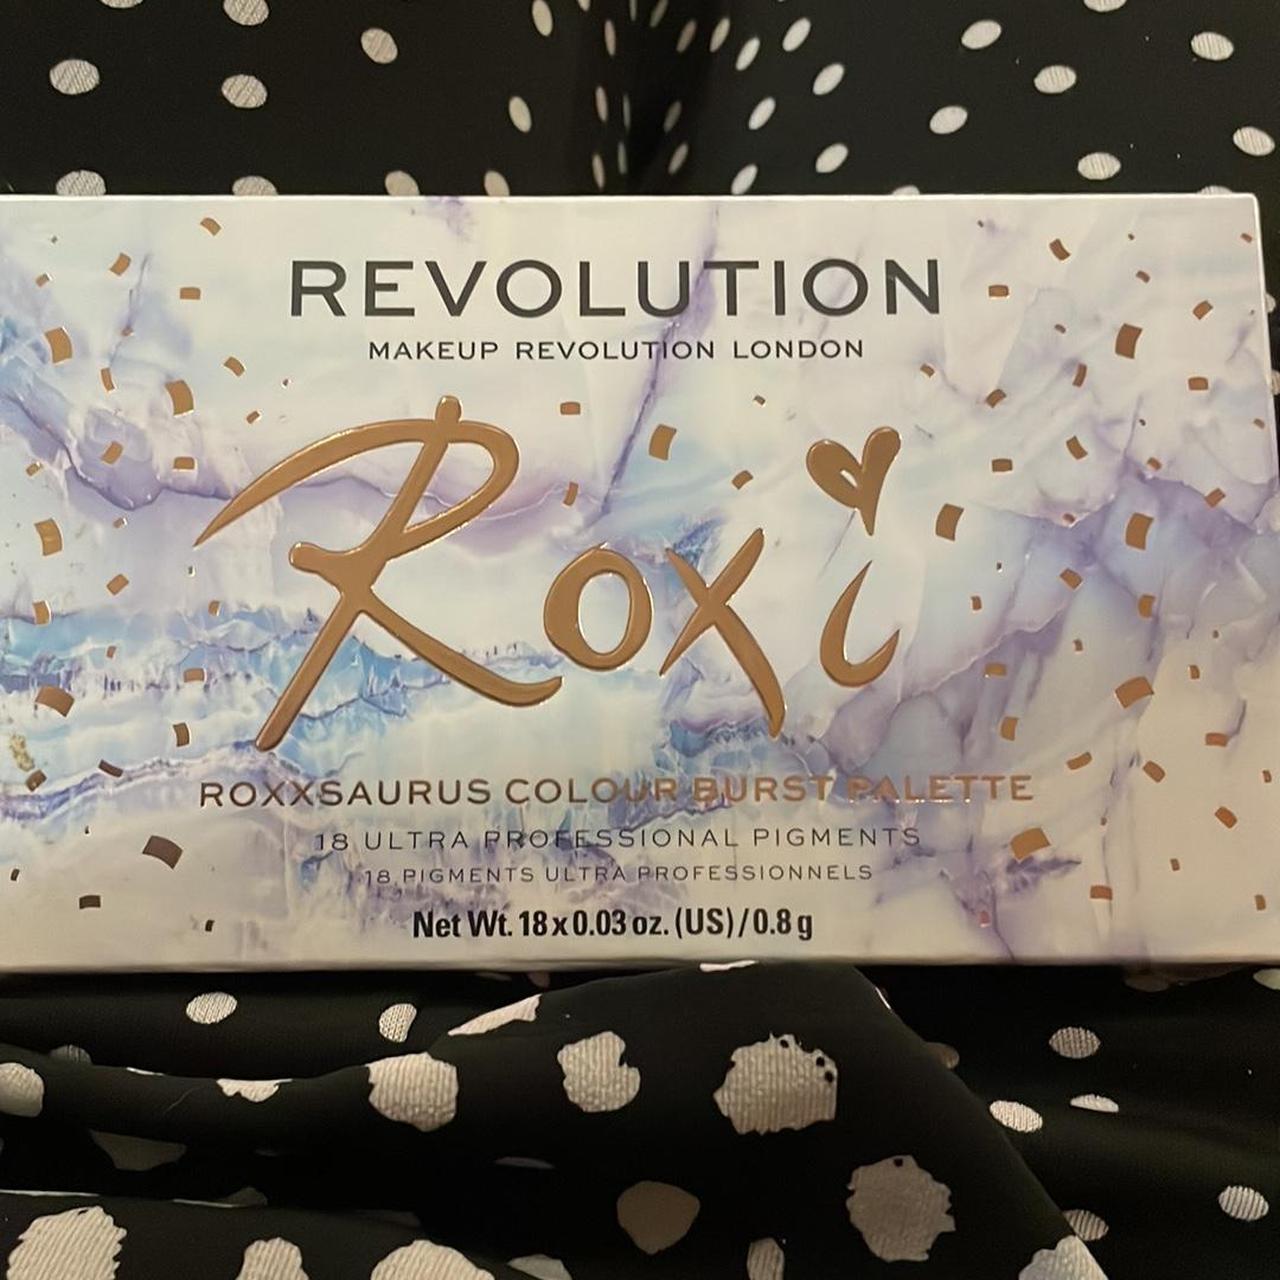 REVOLUTION
MAKEUP REVOLUTION LONDON
Roxi
ROXXSAURUS COLOUR BURST PALETTE
18 ULTRA PROFESSIONAL PIGMENTS
18 PIGMENTS ULTRA PROFESSIONNELS
Net Wt. 18 x 0.03 oz. (US) / 0.8 g